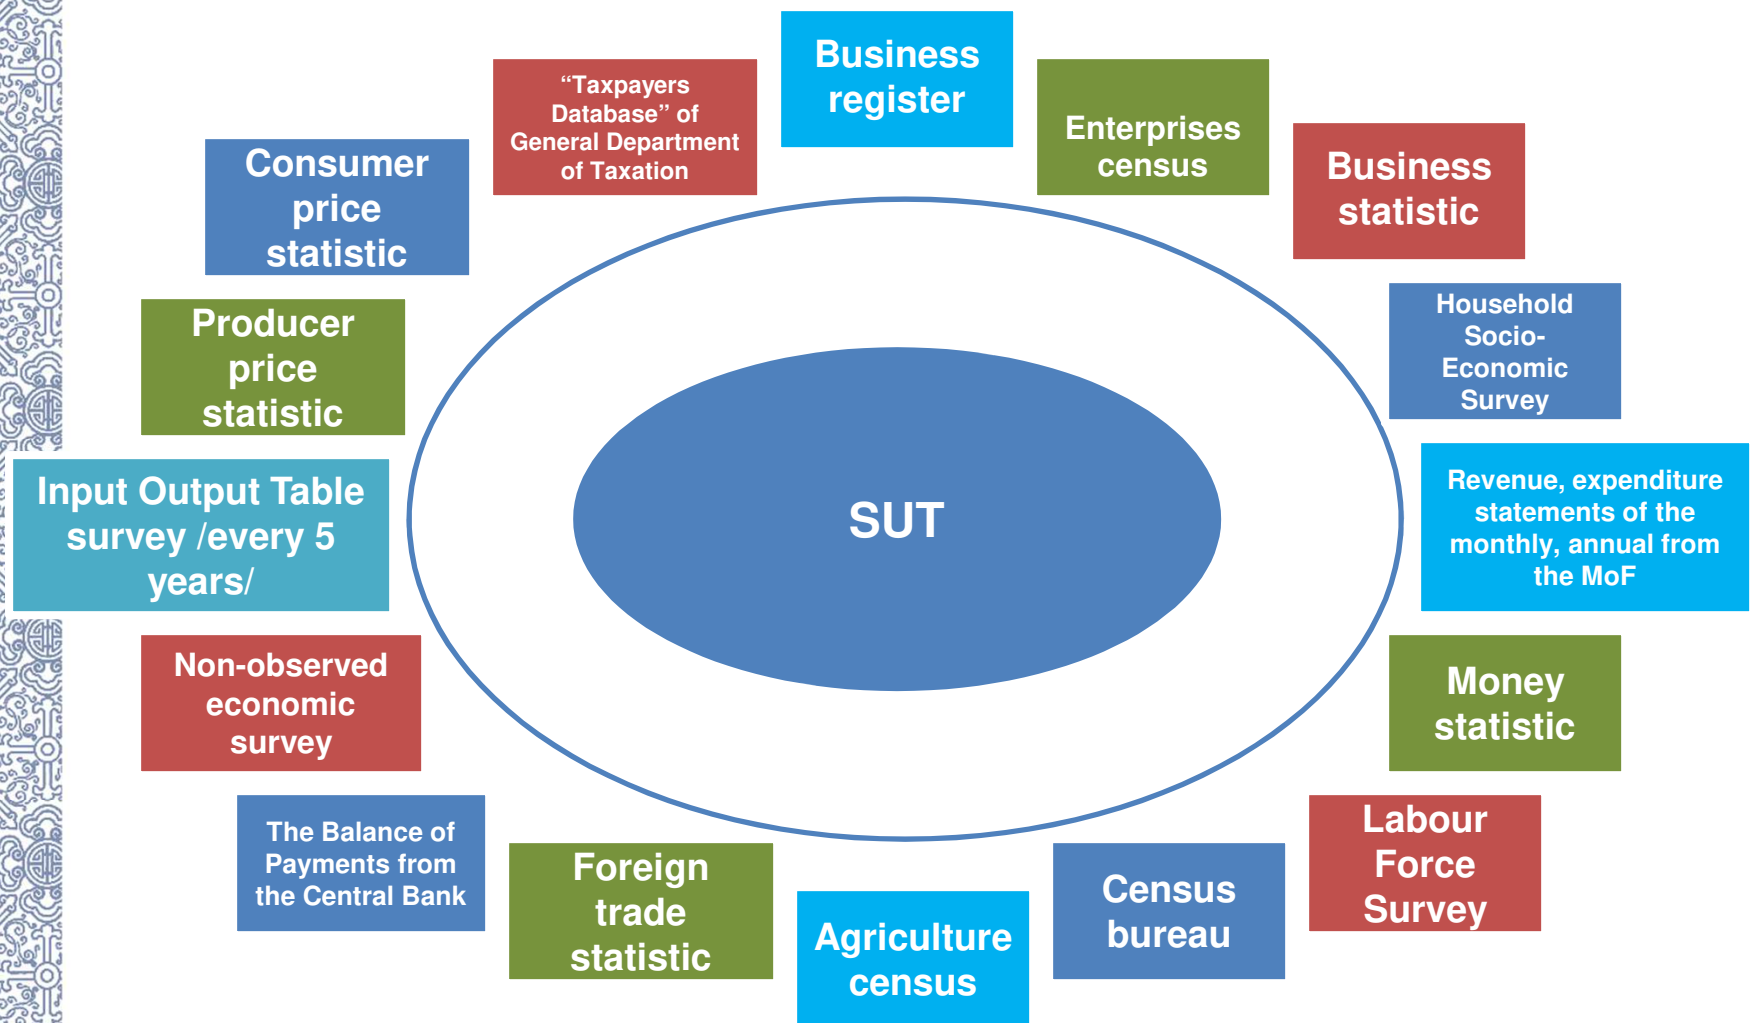 Business
register
“Taxpayers
Database” of
General Department
of Taxation
Enterprises
census
Consumer
price
statistic
Business
statistic
Producer
price
statistic
Household
Socio-
Economic
Survey
Input Output Table
survey /every 5
years/
SUT
Revenue, expenditure
statements of the
monthly, annual from
the MoF
Non-observed
economic
survey
Money
statistic
The Balance of
Payments from
the Central Bank
Foreign
trade
statistic
Agriculture
census
Census
bureau
Labour
Force
Survey